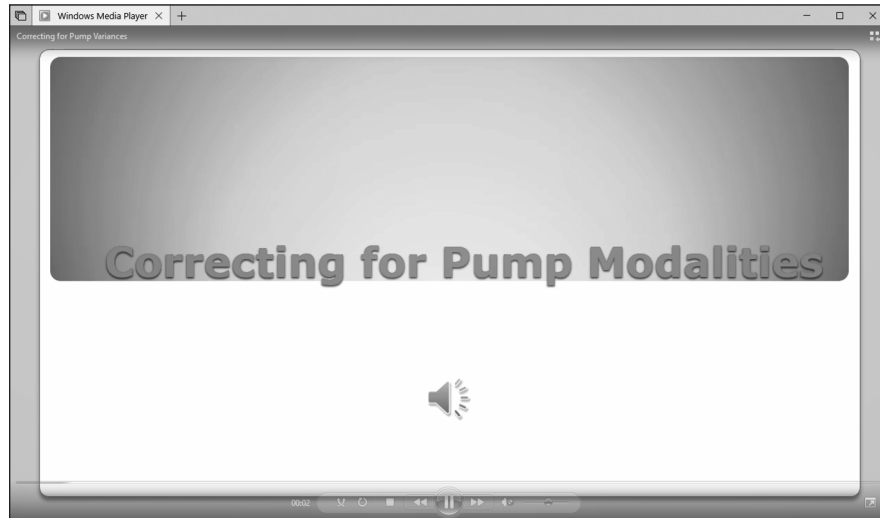 Windows Media Player
Correcting for Pump Variances
Correcting for Pump Modalities
00:02